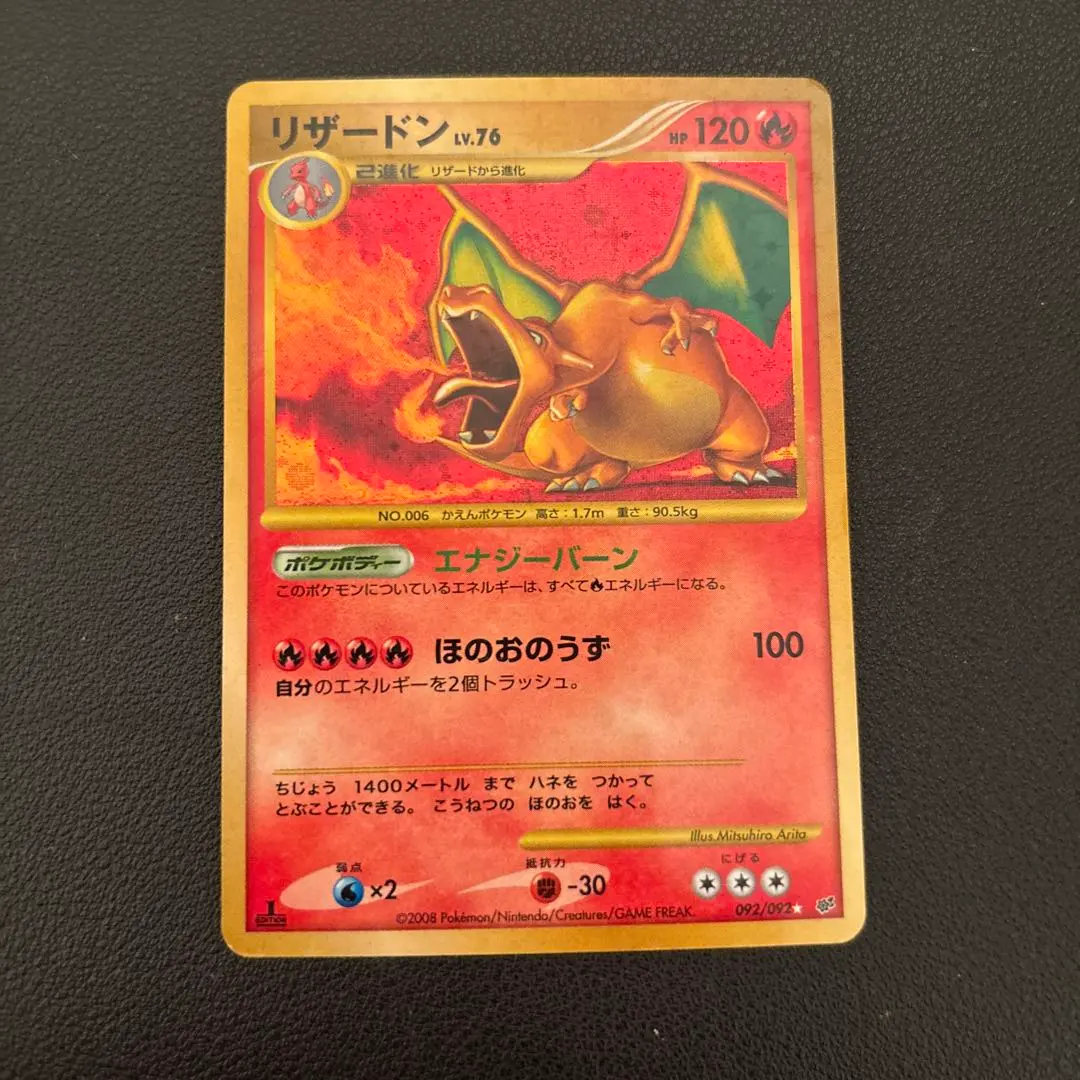 リザードン LV.76 HP 120
2進化 リザードから進化
NO.006 かえんポケモン 高さ:1.7m 重さ:90.5kg
ポケボディー エナジーバーン
このポケモンについているエネルギーは、すべてエネルギーになる。
ほのおのうず 100
自分のエネルギーを2個トラッシュ。
ちじょう 1400メートル まで ハネを つかって
とぶことができる。 こうねつの ほのおを はく。
Illus. Mitsuhiro Arita
弱点 ×2 抵抗力 -30 にげる
1 EDITION ©2008 Pokémon/Nintendo/Creatures/GAME FREAK. 092/092★